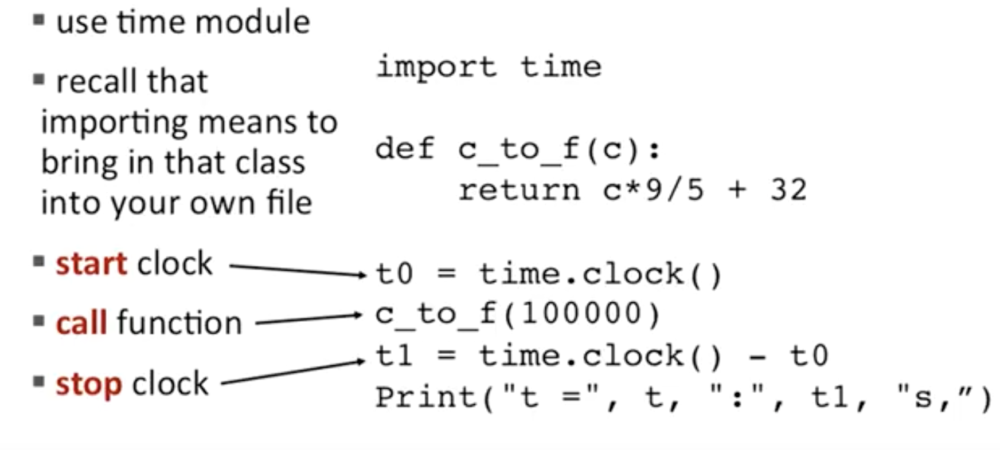 ▪ use time module
▪ recall that
importing means to
bring in that class
into your own file
▪ start clock
▪ call function
▪ stop clock
import time
def c_to_f(c):
    return c*9/5 + 32
t0 = time.clock()
c_to_f(100000)
t1 = time.clock() - t0
Print("t =", t, ":", t1, "s,”)